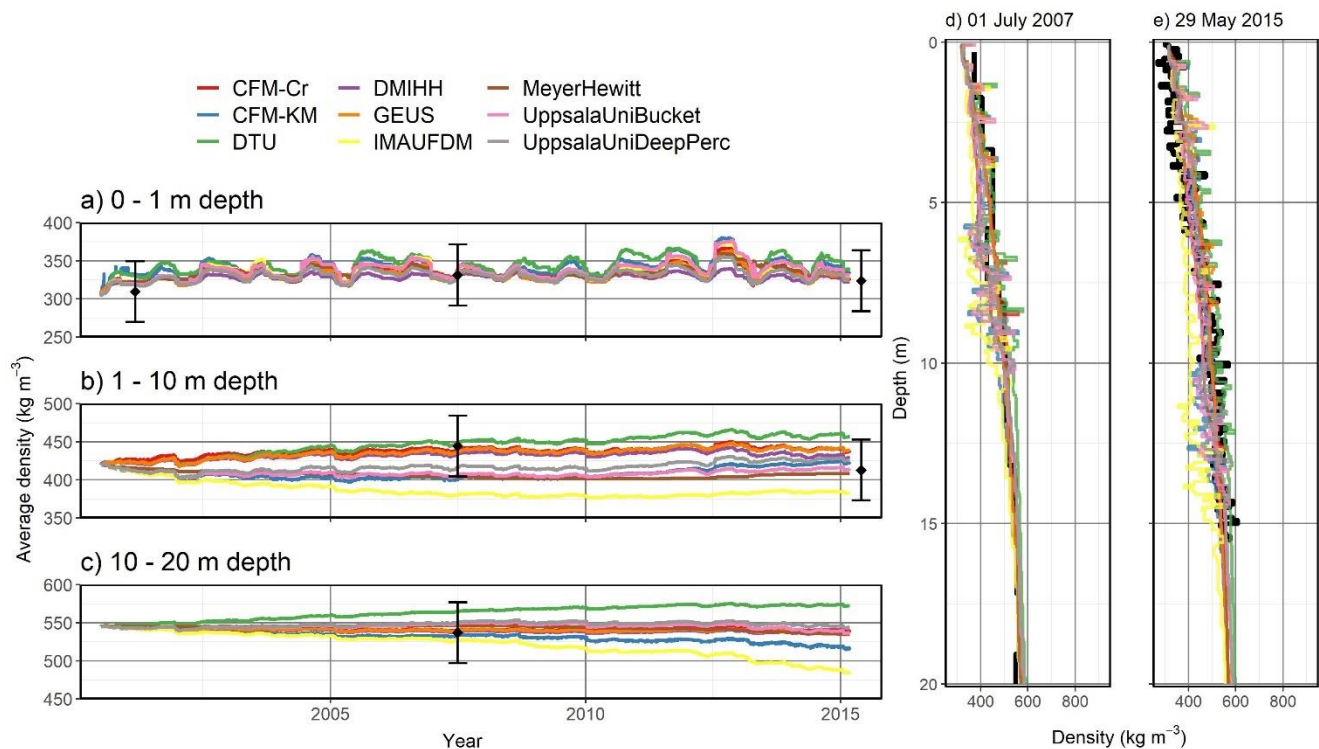 CFM-Cr DMIHH MeyerHewitt
CFM-KM GEUS UppsalaUniBucket
DTU IMAUFDM UppsalaUniDeepPerc
a) 0 - 1 m depth
400
350
300
250
b) 1 - 10 m depth
500
450
400
350
c) 10 - 20 m depth
600
550
500
450
2005 2010 2015
Year
Average density (kg m⁻³)
d) 01 July 2007 e) 29 May 2015
0
5
10
15
20
Depth (m)
400 600 800 400 600 800
Density (kg m⁻³)